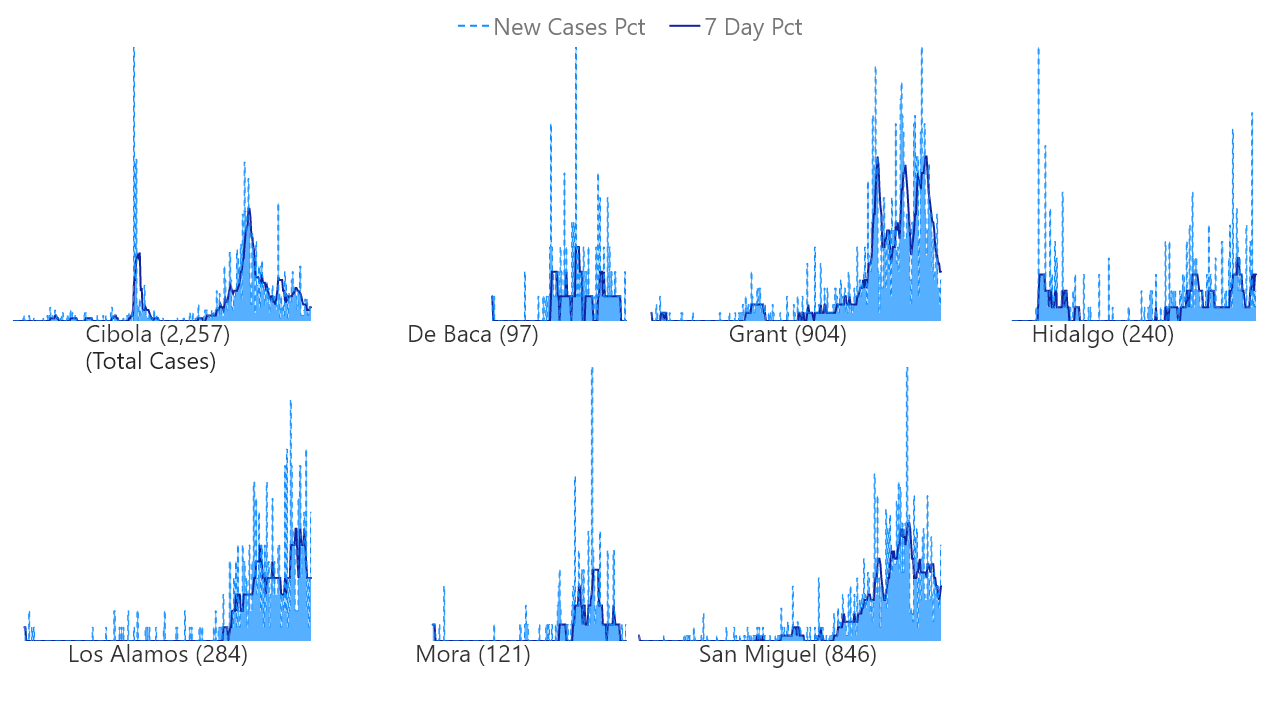 New Cases Pct 7 Day Pct
Cibola (2,257)
(Total Cases)
De Baca (97)
Grant (904)
Hidalgo (240)
Los Alamos (284)
Mora (121)
San Miguel (846)